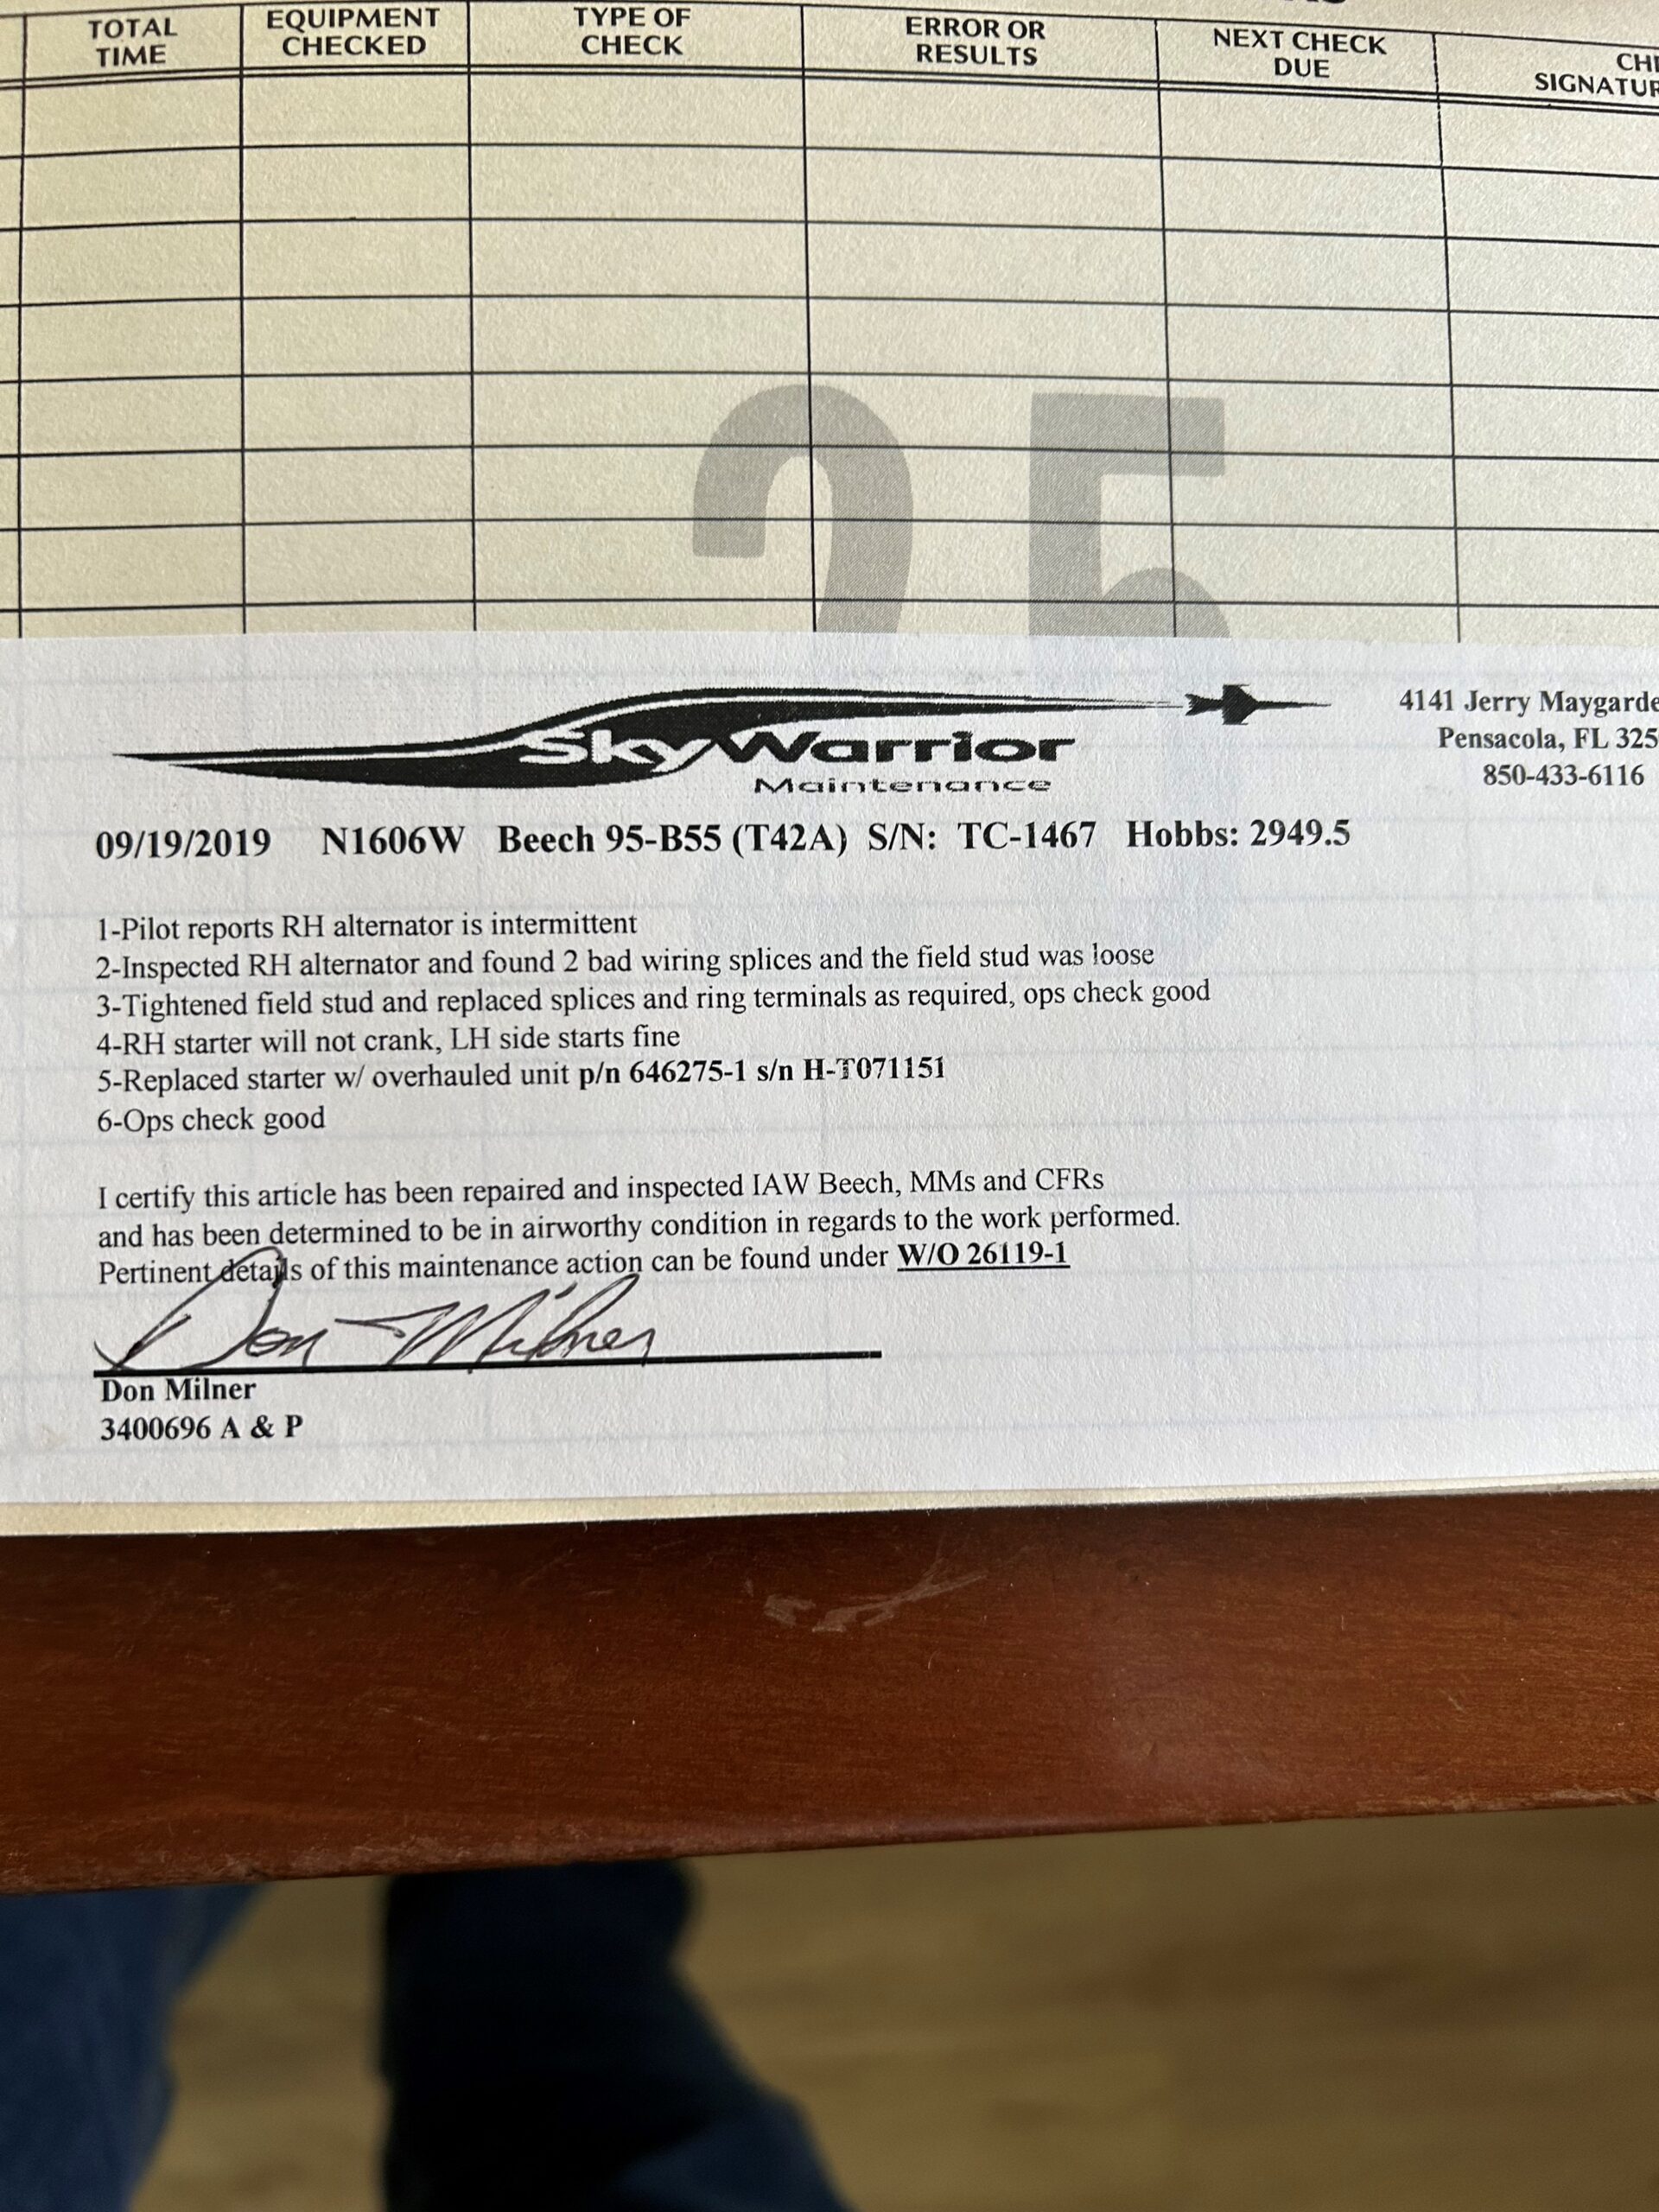 TOTAL TIME
EQUIPMENT CHECKED
TYPE OF CHECK
ERROR OR RESULTS
NEXT CHECK DUE
25
SkyWarrior
Maintenance
4141 Jerry
Pensacola, FL
850-433-6116
09/19/2019 N1606W Beech 95-B55 (T42A) S/N: TC-1467 Hobbs: 2949.5
1-Pilot reports RH alternator is intermittent
2-Inspected RH alternator and found 2 bad wiring splices and the field stud was loose
3-Tightened field stud and replaced splices and ring terminals as required, ops check good
4-RH starter will not crank, LH side starts fine
5-Replaced starter w/ overhauled unit p/n 646275-1 s/n H-T071151
6-Ops check good
I certify this article has been repaired and inspected IAW Beech, MMs and CFRs
and has been determined to be in airworthy condition in regards to the work performed.
Pertinent details of this maintenance action can be found under W/O 26119-1
Don Milner
Don Milner
3400696 A & P